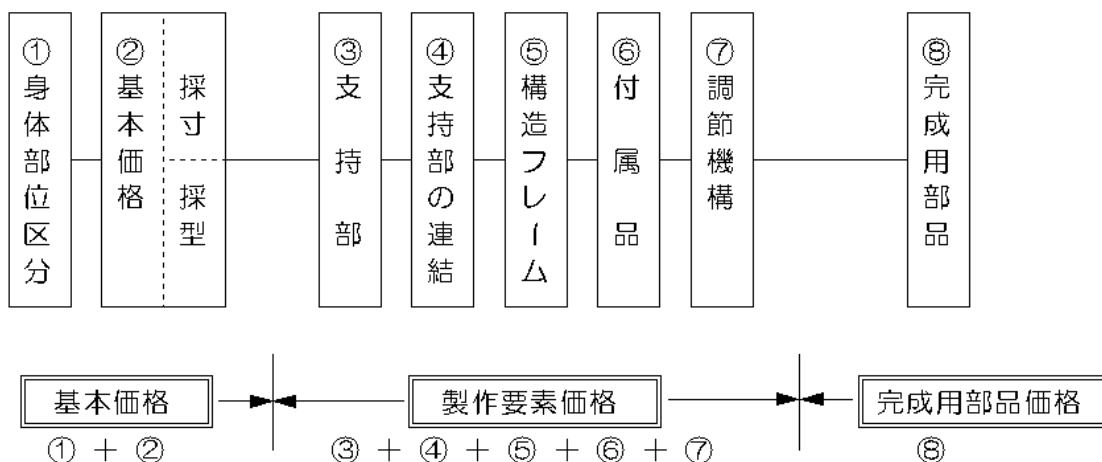 ①身体部位区分
②基本価格
採寸
採型
③支持部
④支持部の連結
⑤構造フレーム
⑥付属品
⑦調節機構
⑧完成用部品
基本価格
製作要素価格
完成用部品価格
① + ②
③ + ④ + ⑤ + ⑥ + ⑦
⑧